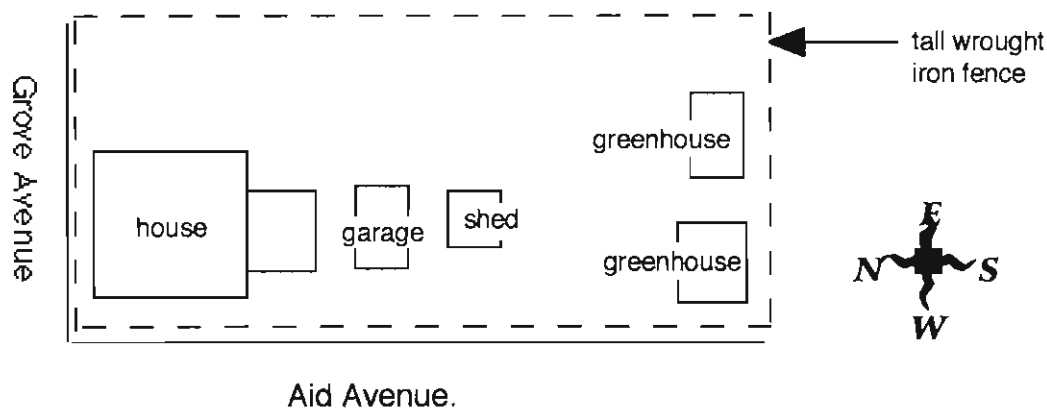 tall wrought
iron fence
Grove Avenue
greenhouse
house
garage
shed
greenhouse
E
N
S
W
Aid Avenue.